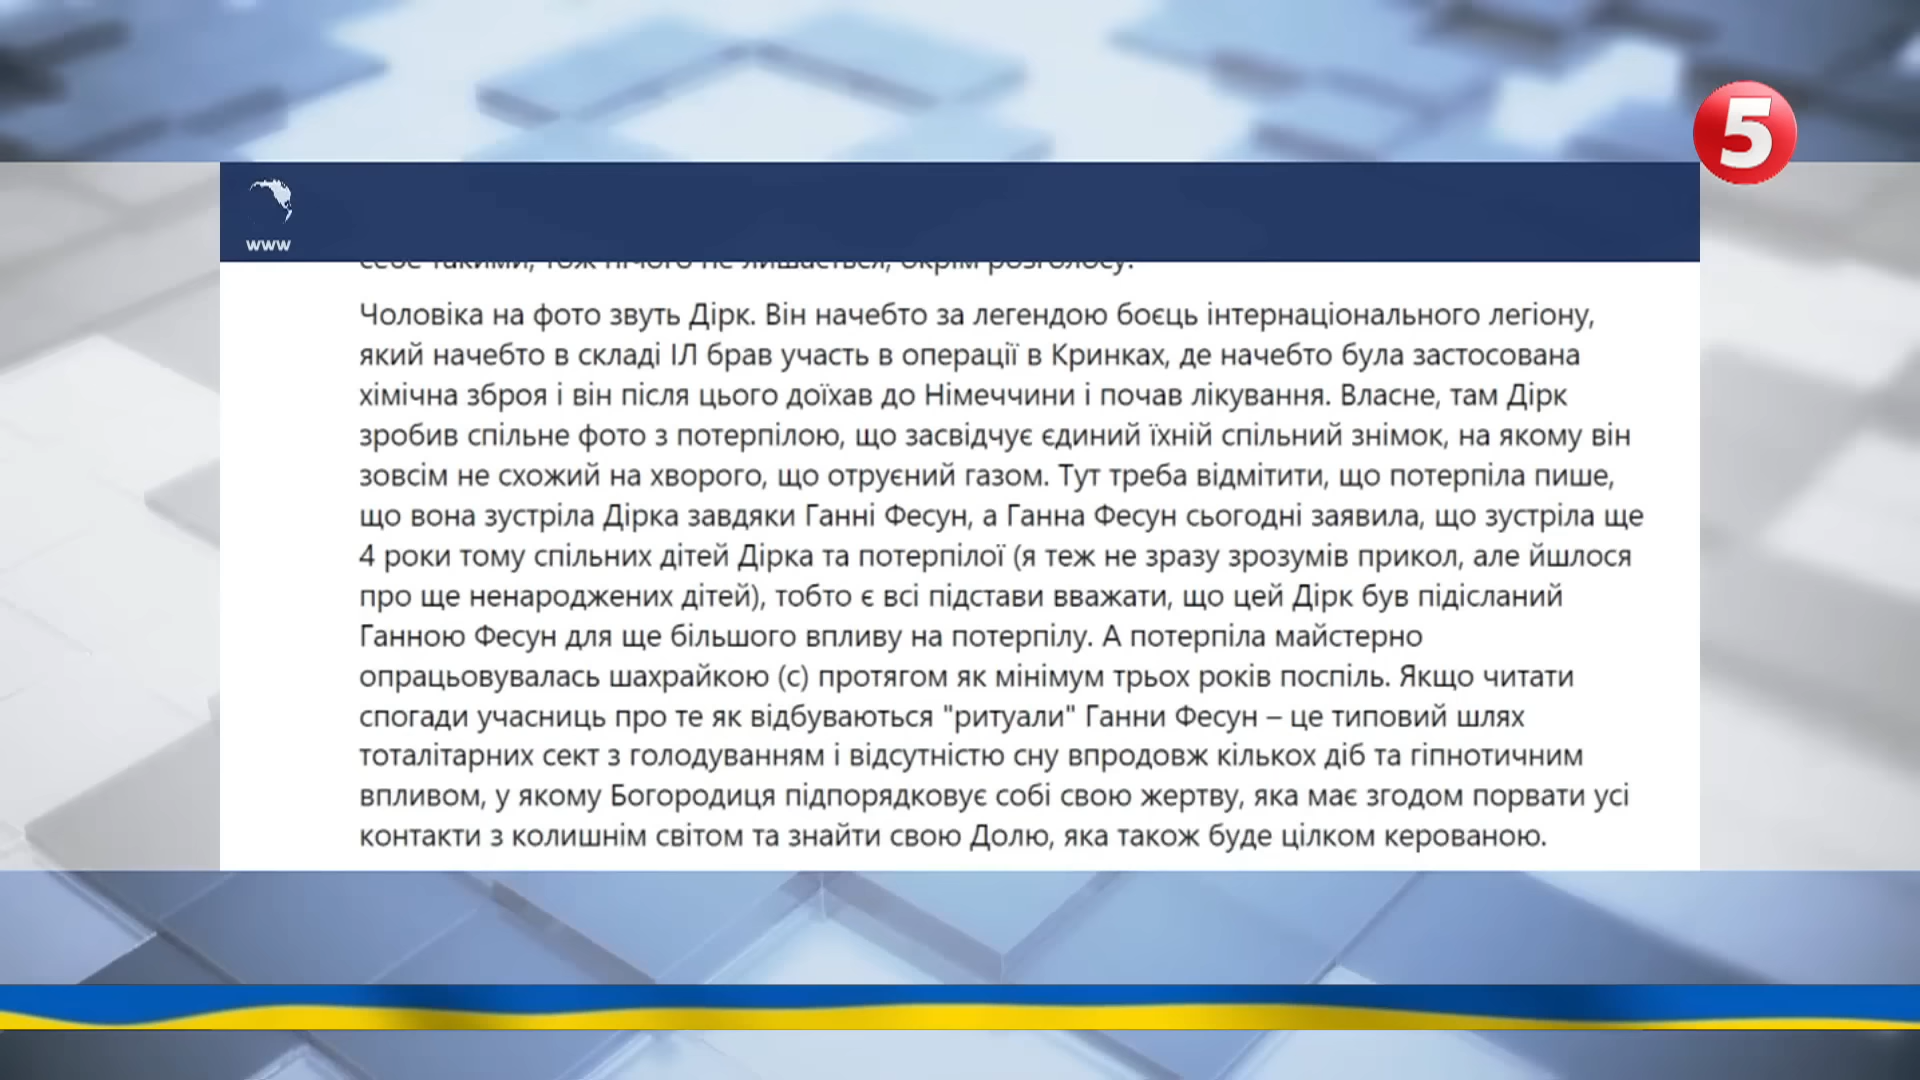 5
www
себе такими, тож нічого не лишається, окрім розголосу.
Чоловіка на фото звуть Дірк. Він начебто за легендою боєць інтернаціонального легіону,
який начебто в складі ІЛ брав участь в операції в Кринках, де начебто була застосована
хімічна зброя і він після цього доїхав до Німеччини і почав лікування. Власне, там Дірк
зробив спільне фото з потерпілою, що засвідчує єдиний їхній спільний знімок, на якому він
зовсім не схожий на хворого, що отруєний газом. Тут треба відмітити, що потерпіла пише,
що вона зустріла Дірка завдяки Ганні Фесун, а Ганна Фесун сьогодні заявила, що зустріла ще
4 роки тому спільних дітей Дірка та потерпілої (я теж не зразу зрозумів прикол, але йшлося
про ще ненароджених дітей), тобто є всі підстави вважати, що цей Дірк був підісланий
Ганною Фесун для ще більшого впливу на потерпілу. А потерпіла майстерно
опрацьовувалась шахрайкою (с) протягом як мінімум трьох років поспіль. Якщо читати
спогади учасниць про те як відбуваються "ритуали" Ганни Фесун – це типовий шлях
тоталітарних сект з голодуванням і відсутністю сну впродовж кількох діб та гіпнотичним
впливом, у якому Богородиця підпорядковує собі свою жертву, яка має згодом порвати усі
контакти з колишнім світом та знайти свою Долю, яка також буде цілком керованою.